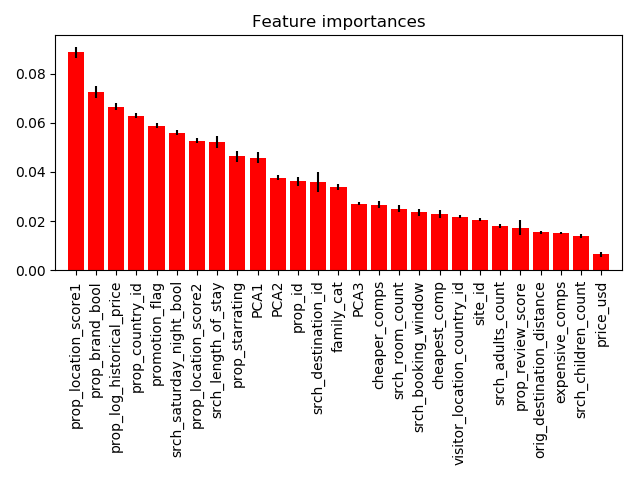 Feature importances
0.08
0.06
0.04
0.02
0.00
prop_location_score1
prop_brand_bool
prop_log_historical_price
prop_country_id
promotion_flag
srch_saturday_night_bool
prop_location_score2
srch_length_of_stay
prop_starrating
PCA1
PCA2
prop_id
srch_destination_id
family_cat
PCA3
cheaper_comps
srch_room_count
srch_booking_window
cheapest_comp
visitor_location_country_id
site_id
srch_adults_count
prop_review_score
orig_destination_distance
expensive_comps
srch_children_count
price_usd